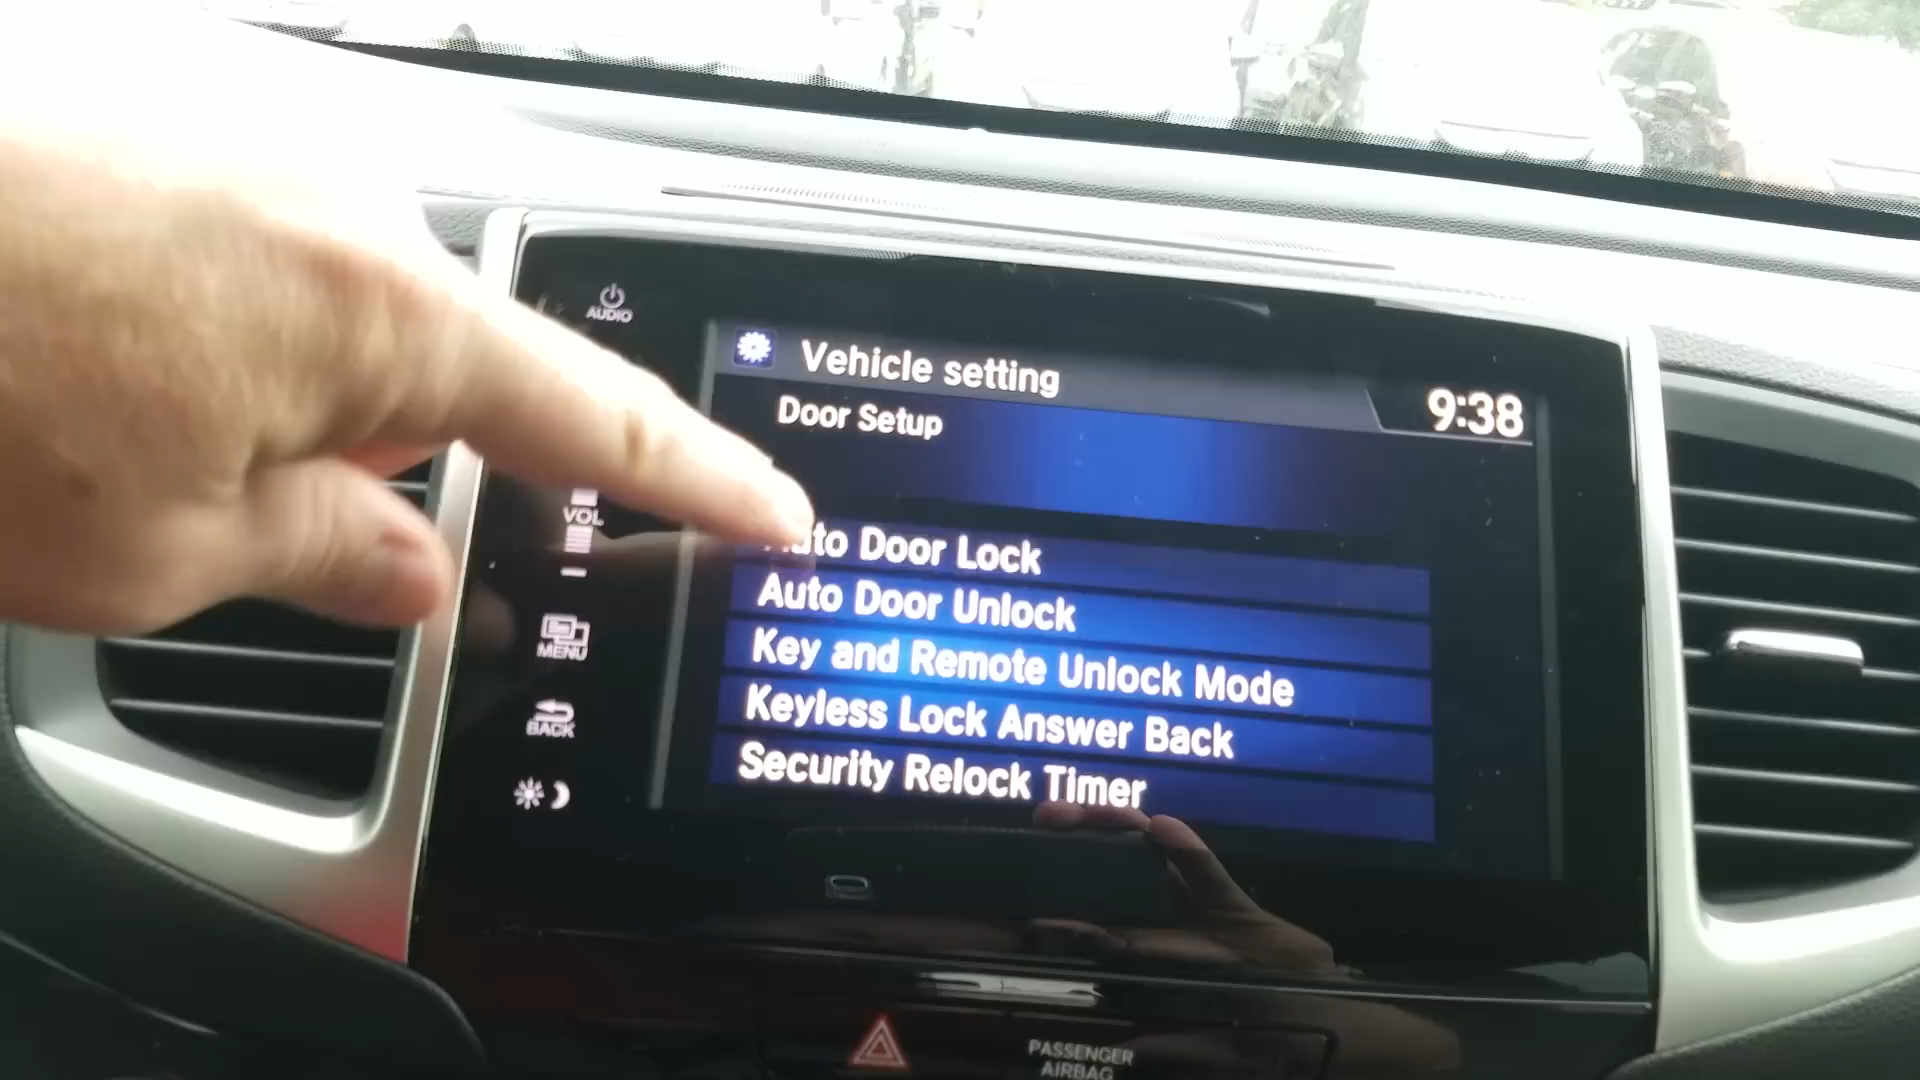 AUDIO
Vehicle setting
9:38
Door Setup
VOL
Auto Door Lock
Auto Door Unlock
MENU
Key and Remote Unlock Mode
Keyless Lock Answer Back
BACK
Security Relock Timer
PASSENGER
AIRBAG